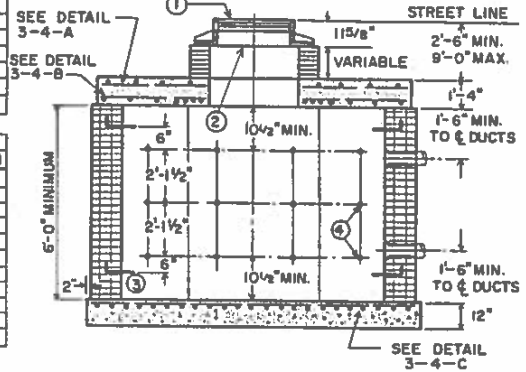 1
STREET LINE
SEE DETAIL
3-4-A
11 5/8"
2'-6" MIN.
9'-0" MAX.
SEE DETAIL
3-4-B
VARIABLE
1'-4"
2
10 1/2" MIN.
1'-6" MIN.
TO ℄ DUCTS
6"
2'-1 1/2"
6'-0" MINIMUM
2'-1 1/2"
4
6"
3
2"
10 1/2" MIN.
1'-6" MIN.
TO ℄ DUCTS
12"
SEE DETAIL
3-4-C